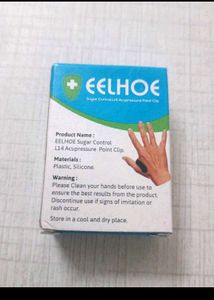 EELHOE
Sugar Control L14 Acupressure Point Clip
Product Name :
EELHOE Sugar Control
L14 Acupressure Point Clip.
Materials :
Plastic, Silicone.
Warning :
Please Clean your hands before use to
ensure the best results from the product.
Discontinue use if signs of imitation or
rash occur.
Store in a cool and dry place.